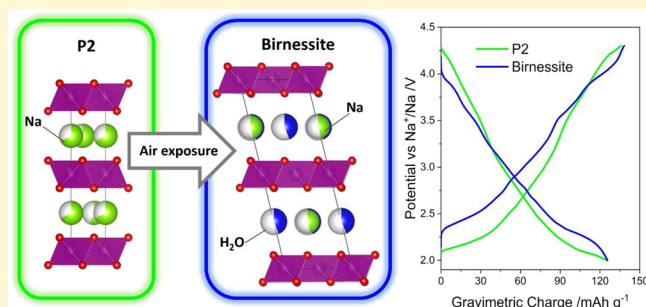 P2
Na
Air exposure
Birnessite
Na
H₂O
Potential vs Na⁺/Na /V
4.5
4.0
3.5
3.0
2.5
2.0
P2
Birnessite
0 30 60 90 120 150
Gravimetric Charge /mAh g⁻¹